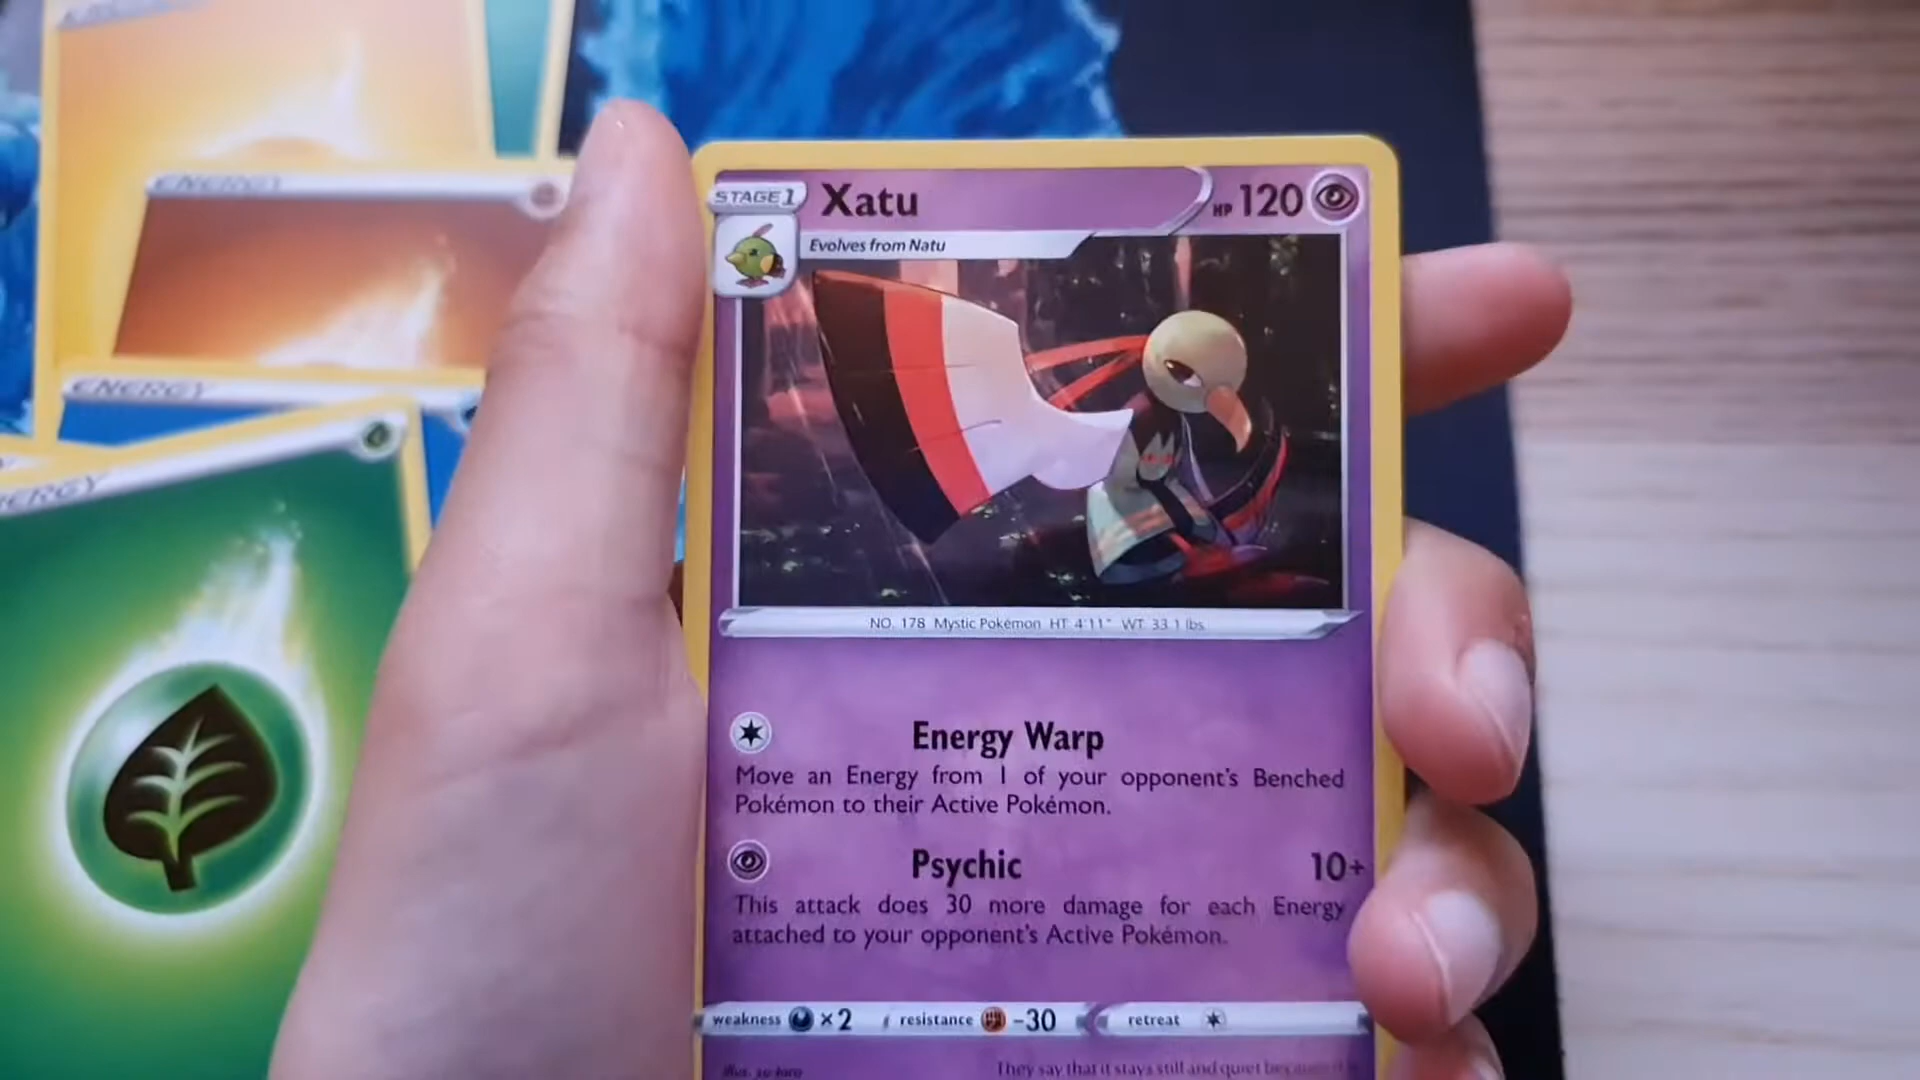 ENERGY
ENERGY
ENERGY
STAGE 1
Xatu
HP 120
Evolves from Natu
NO. 178 Mystic Pokémon HT: 4'11" WT: 33.1 lbs.
Energy Warp
Move an Energy from 1 of your opponent's Benched
Pokémon to their Active Pokémon.
Psychic 10+
This attack does 30 more damage for each Energy
attached to your opponent's Active Pokémon.
weakness ×2 resistance -30 retreat
They say that it stays still and quiet because